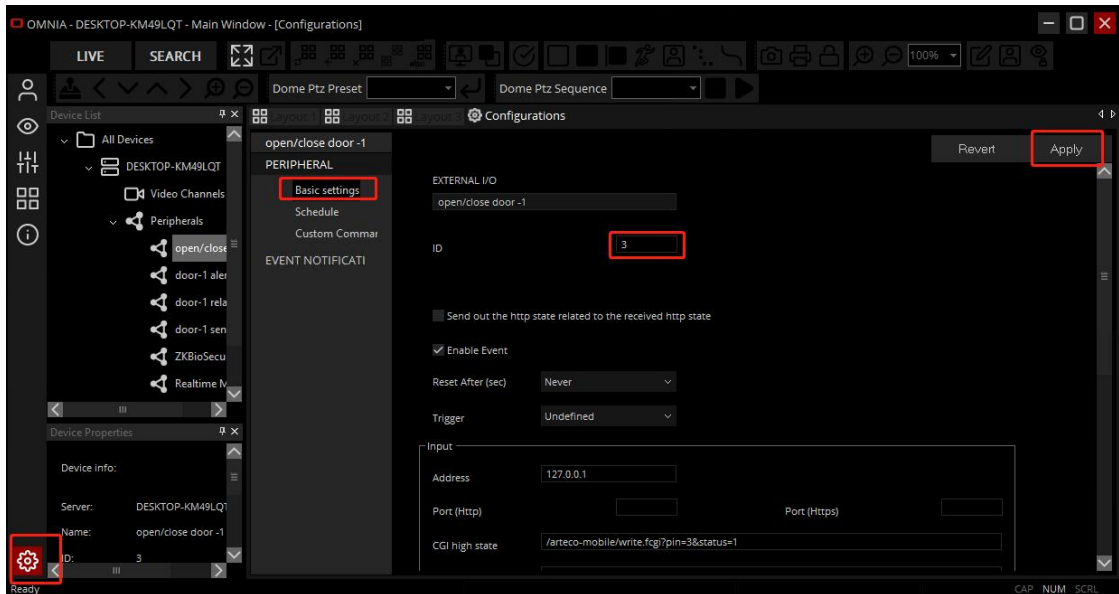 OMNIA - DESKTOP-KM49LQT - Main Window - [Configurations]
LIVE SEARCH 100%
Dome Ptz Preset Dome Ptz Sequence
Device List
Layout 1 Layout 2 Layout 3 Configurations
All Devices
DESKTOP-KM49LQT
Video Channels
Peripherals
open/close
door-1 aler
door-1 rela
door-1 sen
ZKBioSecu
Realtime M
Device Properties
Device info:
Server: DESKTOP-KM49LQT
Name: open/close door -1
ID: 3
open/close door -1
PERIPHERAL
Basic settings
Schedule
Custom Commar
EVENT NOTIFICATI
Revert Apply
EXTERNAL I/O
open/close door -1
ID 3
Send out the http state related to the received http state
Enable Event
Reset After (sec) Never
Trigger Undefined
Input
Address 127.0.0.1
Port (Http) Port (Https)
CGI high state /arteco-mobile/write.fcgi?pin=3&status=1
Ready CAP NUM SCRL